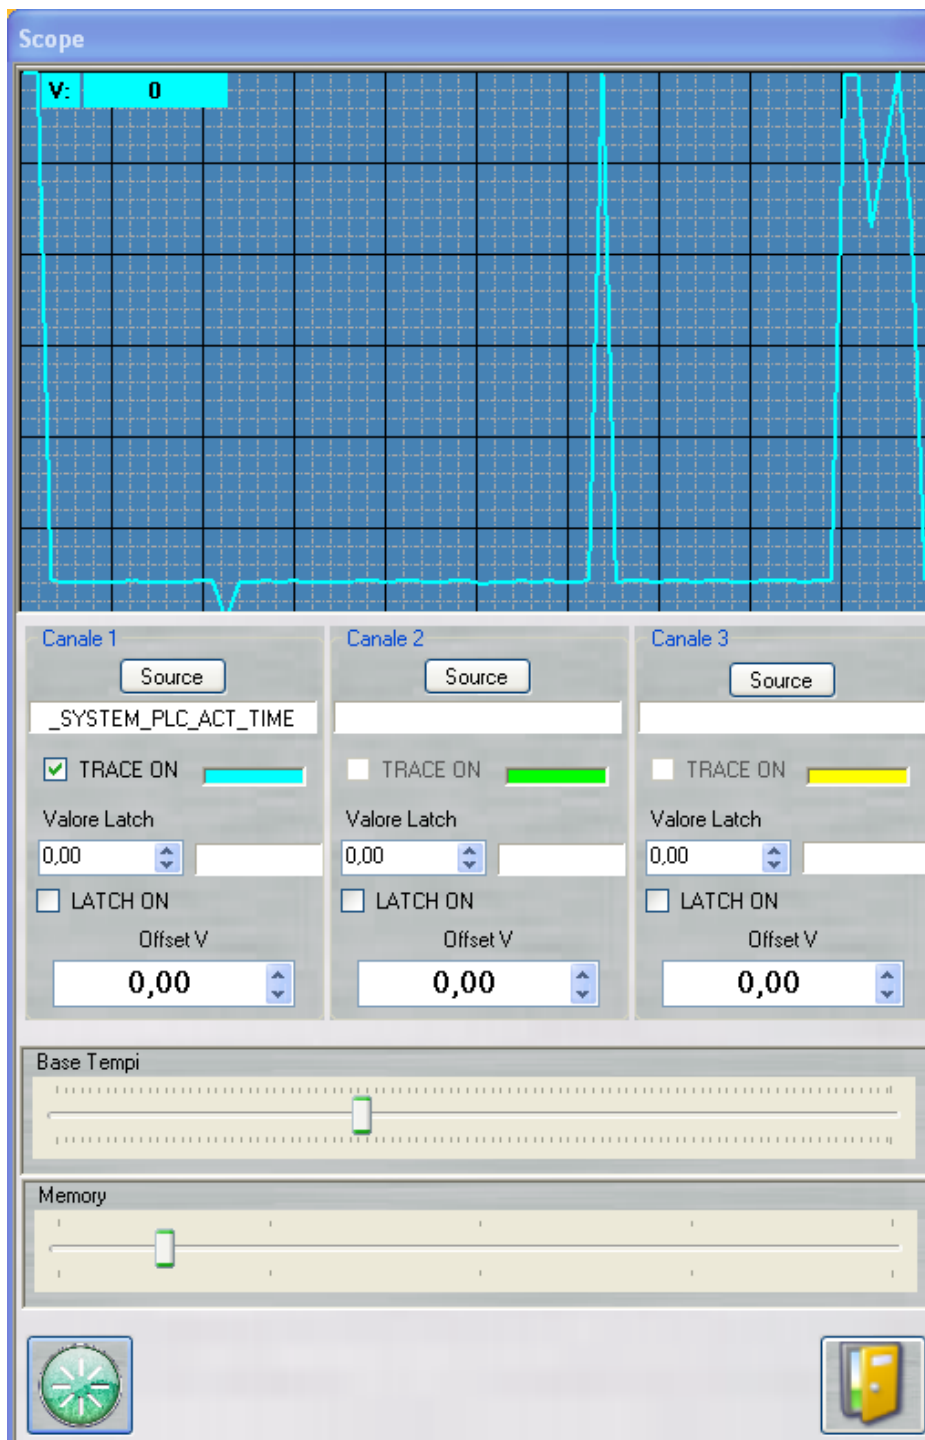 Scope
V: 0
Canale 1 Canale 2 Canale 3
Source Source Source
_SYSTEM_PLC_ACT_TIME
TRACE ON TRACE ON TRACE ON
Valore Latch Valore Latch Valore Latch
0,00 0,00 0,00
LATCH ON LATCH ON LATCH ON
Offset V Offset V Offset V
0,00 0,00 0,00
Base Tempi
Memory